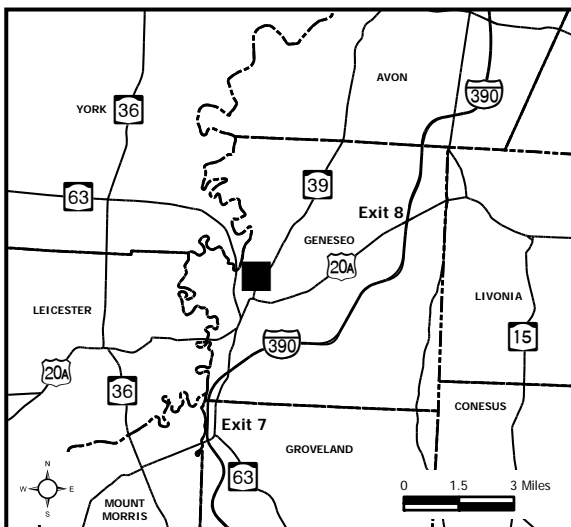 AVON
390
YORK
36
63
39
Exit 8
GENESEO
20A
LIVONIA
LEICESTER
15
390
20A
36
CONESUS
Exit 7
GROVELAND
63
0 1.5 3 Miles
N
W E
S
MOUNT
MORRIS